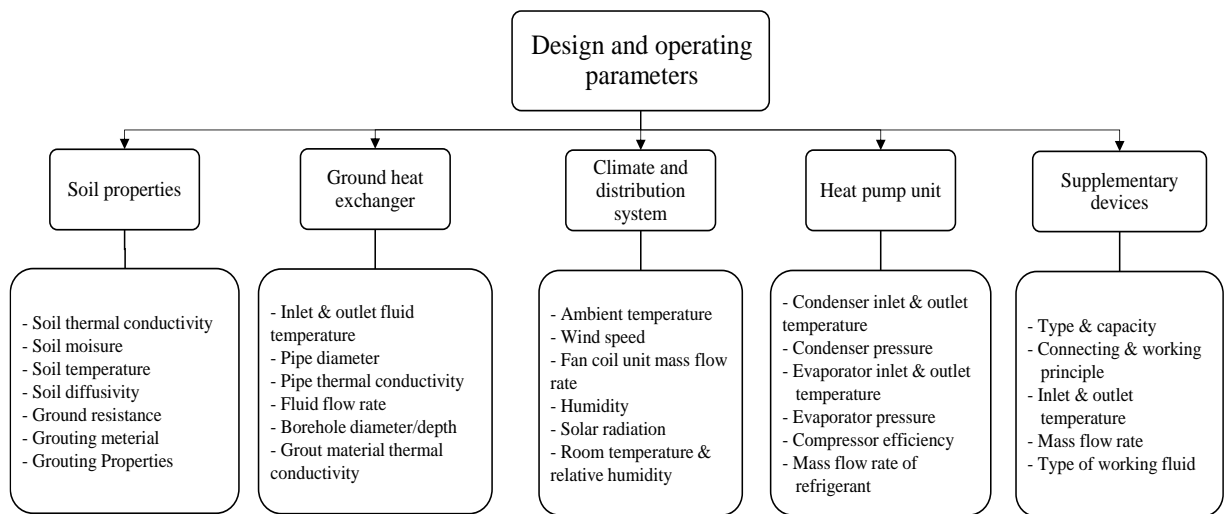 Design and operating
parameters
Soil properties
Ground heat
exchanger
Climate and
distribution
system
Heat pump unit
Supplementary
devices
- Soil thermal conductivity
- Soil moisure
- Soil temperature
- Soil diffusivity
- Ground resistance
- Grouting meterial
- Grouting Properties
- Inlet & outlet fluid
temperature
- Pipe diameter
- Pipe thermal conductivity
- Fluid flow rate
- Borehole diameter/depth
- Grout material thermal
conductivity
- Ambient temperature
- Wind speed
- Fan coil unit mass flow
rate
- Humidity
- Solar radiation
- Room temperature &
relative humidity
- Condenser inlet & outlet
temperature
- Condenser pressure
- Evaporator inlet & outlet
temperature
- Evaporator pressure
- Compressor efficiency
- Mass flow rate of
refrigerant
- Type & capacity
- Connecting & working
principle
- Inlet & outlet
temperature
- Mass flow rate
- Type of working fluid